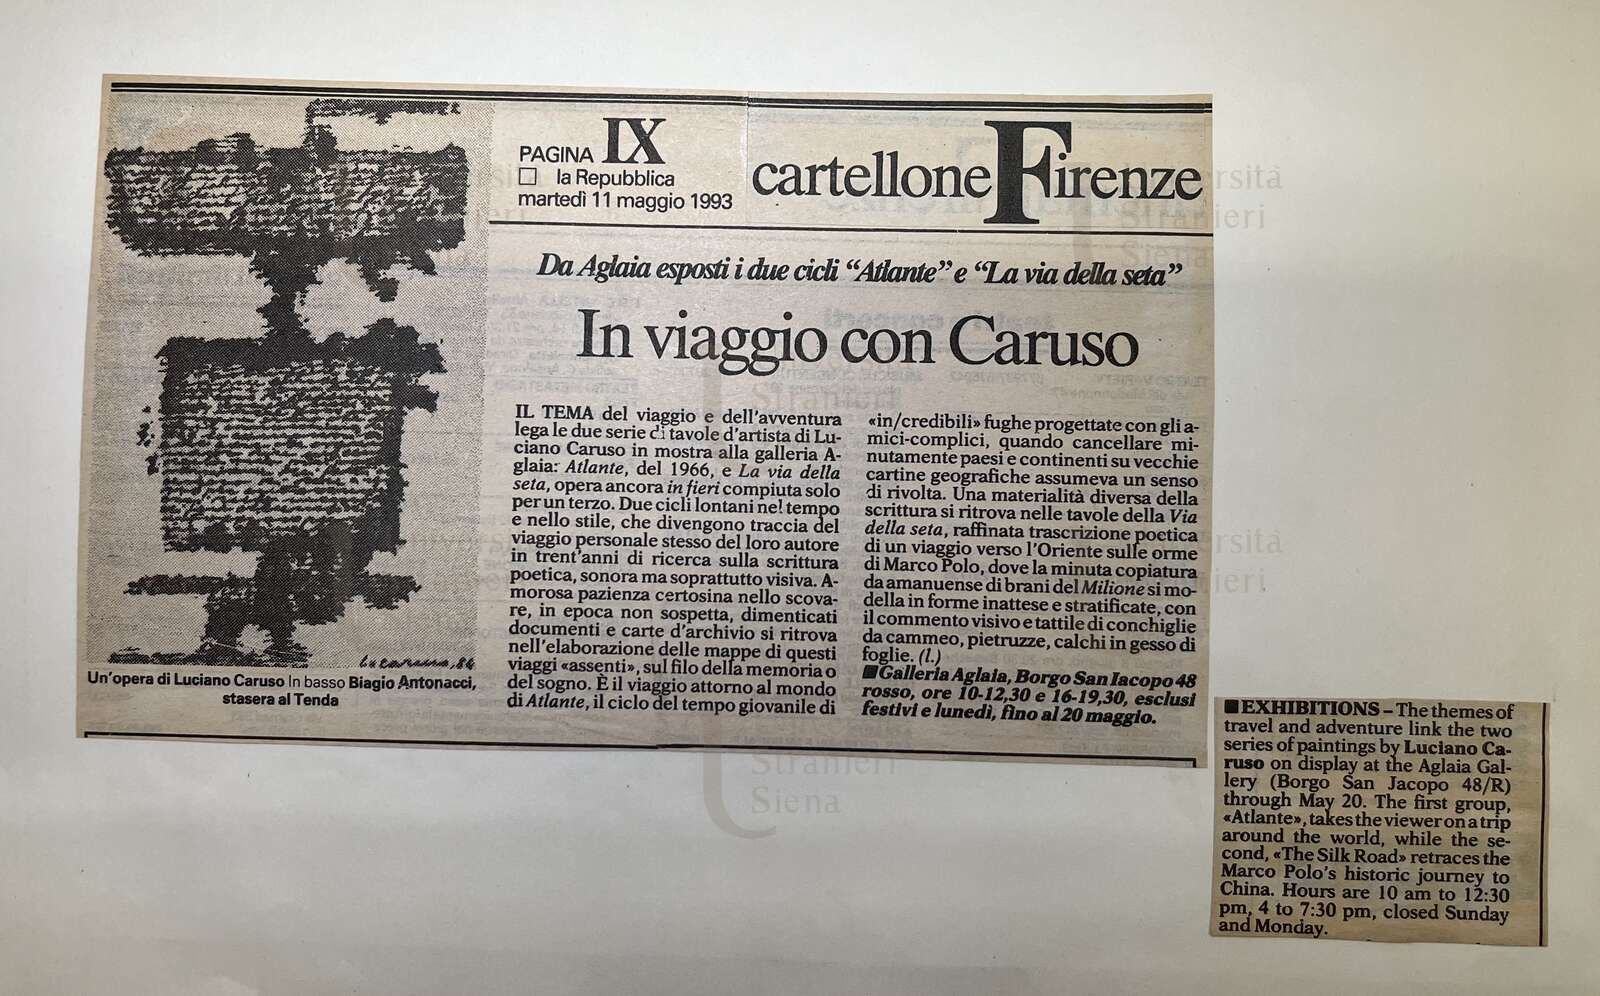 PAGINA IX
la Repubblica
martedì 11 maggio 1993
cartellone Firenze
Da Aglaia esposti i due cicli “Atlante” e “La via della seta”
In viaggio con Caruso
IL TEMA del viaggio e dell'avventura
lega le due serie di tavole d'artista di Lu-
ciano Caruso in mostra alla galleria A-
glaia: Atlante, del 1966, e La via della
seta, opera ancora in fieri compiuta solo
per un terzo. Due cicli lontani nel tempo
e nello stile, che divengono traccia del
viaggio personale stesso del loro autore
in trent'anni di ricerca sulla scrittura
poetica, sonora ma soprattutto visiva. A-
morosa pazienza certosina nello scova-
re, in epoca non sospetta, dimenticati
documenti e carte d'archivio si ritrova
nell'elaborazione delle mappe di questi
viaggi «assenti», sul filo della memoria o
del sogno. È il viaggio attorno al mondo
di Atlante, il ciclo del tempo giovanile di
«in/credibili» fughe progettate con gli a-
mici-complici, quando cancellare mi-
nutamente paesi e continenti su vecchie
cartine geografiche assumeva un senso
di rivolta. Una materialità diversa della
scrittura si ritrova nelle tavole della Via
della seta, raffinata trascrizione poetica
di un viaggio verso l'Oriente sulle orme
di Marco Polo, dove la minuta copiatura
da amanuense di brani del Milione si mo-
della in forme inattese e stratificate, con
il commento visivo e tattile di conchiglie
da cammeo, pietruzze, calchi in gesso di
foglie. (l.)
■Galleria Aglaia, Borgo San Iacopo 48
rosso, ore 10-12,30 e 16-19,30, esclusi
festivi e lunedì, fino al 20 maggio.
lucaruso, 84
Un'opera di Luciano Caruso In basso Biagio Antonacci,
stasera al Tenda
■EXHIBITIONS – The themes of
travel and adventure link the two
series of paintings by Luciano Ca-
ruso on display at the Aglaia Gal-
lery (Borgo San Jacopo 48/R)
through May 20. The first group,
«Atlante», takes the viewer on a trip
around the world, while the se-
cond, «The Silk Road» retraces the
Marco Polo's historic journey to
China. Hours are 10 am to 12:30
pm, 4 to 7:30 pm, closed Sunday
and Monday.
Università
Stranieri
Siena